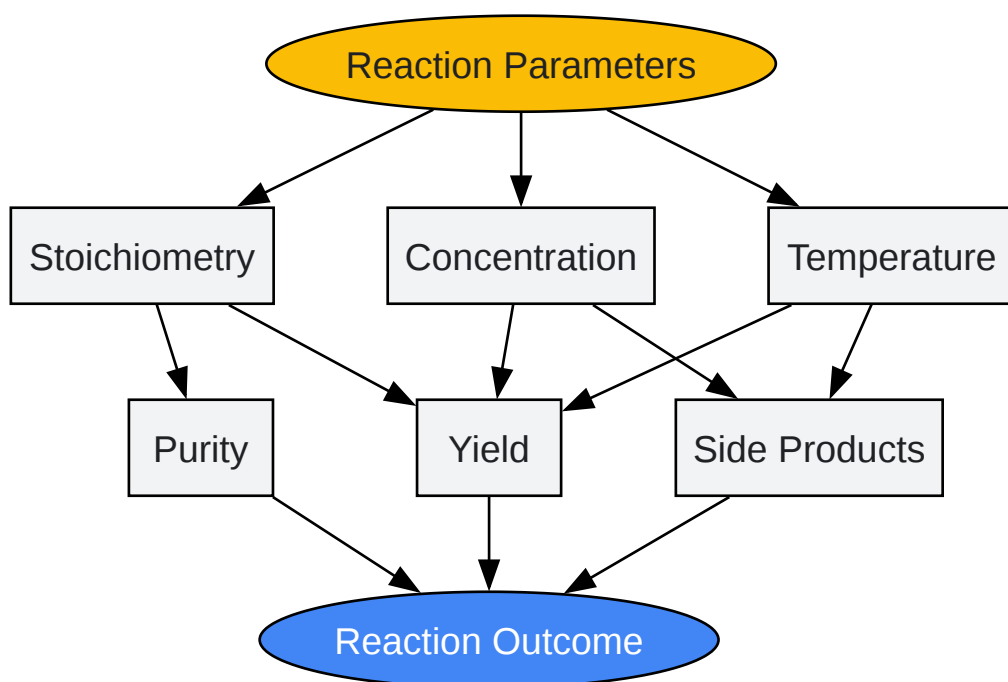 Reaction Parameters
Stoichiometry
Concentration
Temperature
Purity
Yield
Side Products
Reaction Outcome